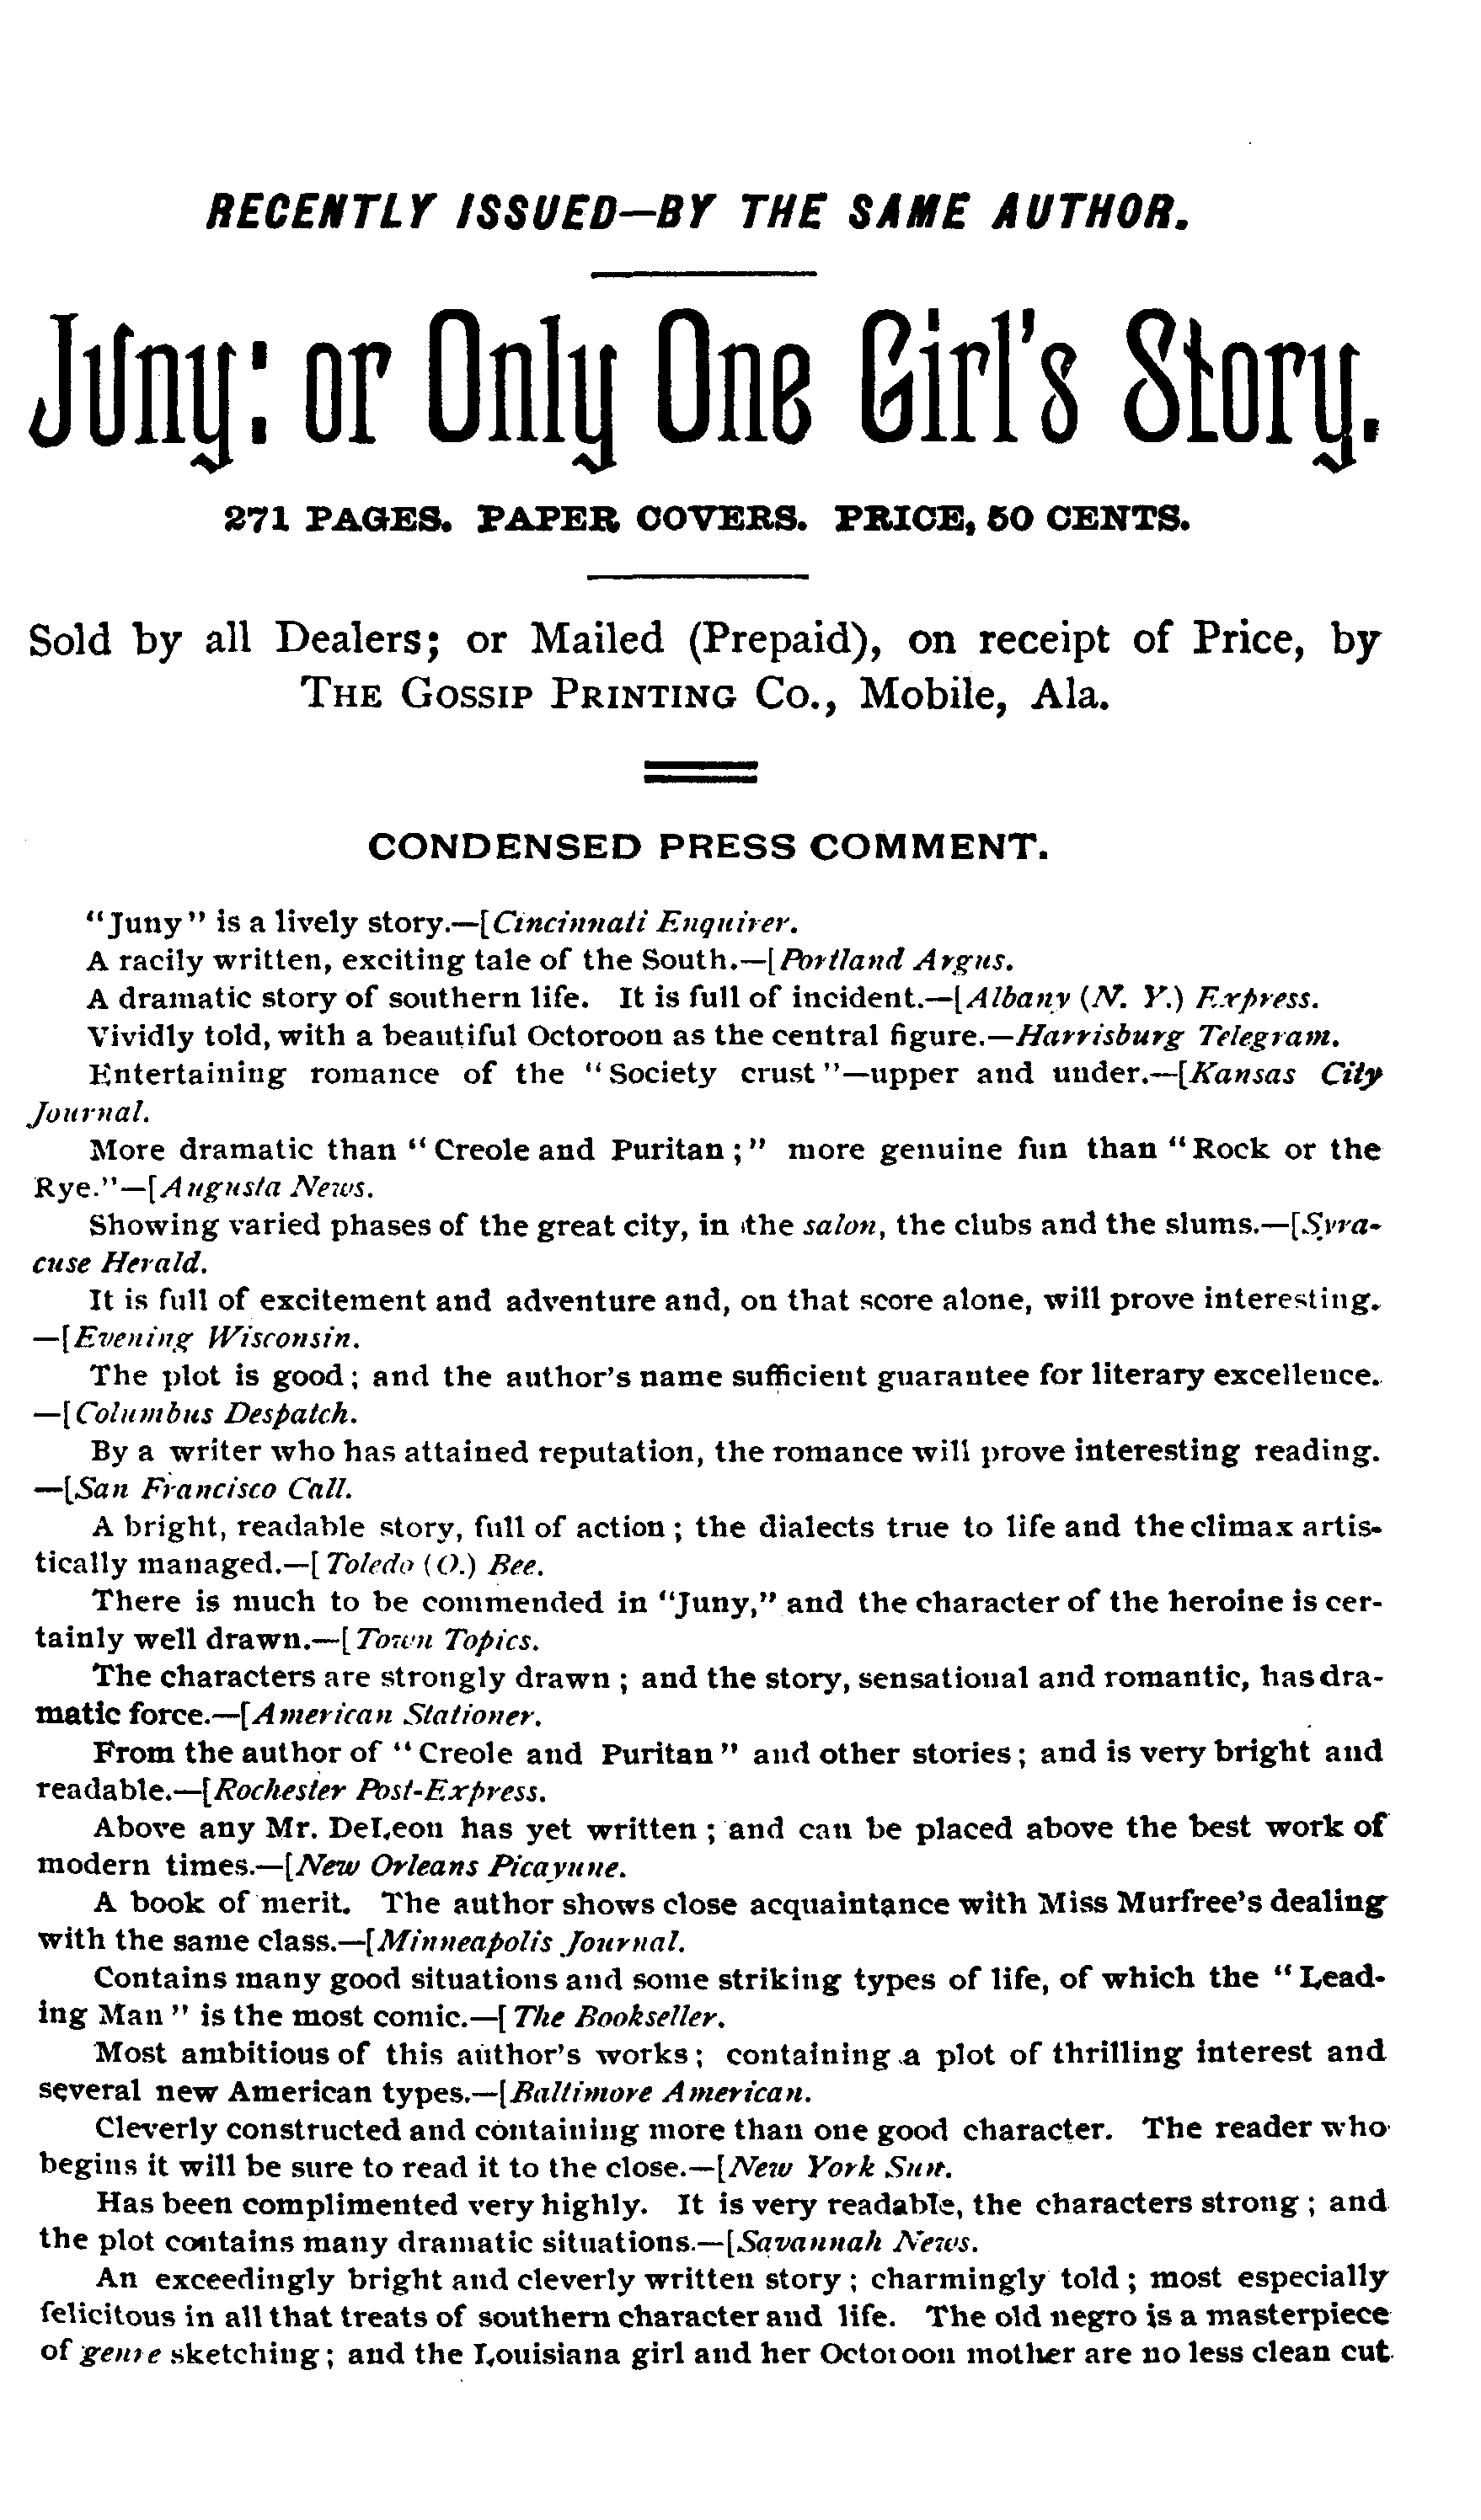 RECENTLY ISSUED—BY THE SAME AUTHOR.
Juny: or Only One Girl's Story.
271 PAGES. PAPER COVERS. PRICE, 50 CENTS.
Sold by all Dealers; or Mailed (Prepaid), on receipt of Price, by
THE GOSSIP PRINTING CO., Mobile, Ala.
CONDENSED PRESS COMMENT.
"Juny" is a lively story.—[Cincinnati Enquirer.
A racily written, exciting tale of the South.—[Portland Argus.
A dramatic story of southern life. It is full of incident.—[Albany (N. Y.) Express.
Vividly told, with a beautiful Octoroon as the central figure.—Harrisburg Telegram.
Entertaining romance of the "Society crust"—upper and under.—[Kansas City
Journal.
More dramatic than "Creole and Puritan;" more genuine fun than "Rock or the
Rye."—[Augusta News.
Showing varied phases of the great city, in the salon, the clubs and the slums.—[Syra-
cuse Herald.
It is full of excitement and adventure and, on that score alone, will prove interesting.
—[Evening Wisconsin.
The plot is good; and the author's name sufficient guarantee for literary excellence.
—[Columbus Despatch.
By a writer who has attained reputation, the romance will prove interesting reading.
—[San Francisco Call.
A bright, readable story, full of action; the dialects true to life and the climax artis-
tically managed.—[Toledo (O.) Bee.
There is much to be commended in "Juny," and the character of the heroine is cer-
tainly well drawn.—[Town Topics.
The characters are strongly drawn; and the story, sensational and romantic, has dra-
matic force.—[American Stationer.
From the author of "Creole and Puritan" and other stories; and is very bright and
readable.—[Rochester Post-Express.
Above any Mr. DeLeon has yet written; and can be placed above the best work of
modern times.—[New Orleans Picayune.
A book of merit. The author shows close acquaintance with Miss Murfree's dealing
with the same class.—[Minneapolis Journal.
Contains many good situations and some striking types of life, of which the "Lead-
ing Man" is the most comic.—[The Bookseller.
Most ambitious of this author's works; containing a plot of thrilling interest and
several new American types.—[Baltimore American.
Cleverly constructed and containing more than one good character. The reader who
begins it will be sure to read it to the close.—[New York Sun.
Has been complimented very highly. It is very readable, the characters strong; and
the plot contains many dramatic situations.—[Savannah News.
An exceedingly bright and cleverly written story; charmingly told; most especially
felicitous in all that treats of southern character and life. The old negro is a masterpiece
of genre sketching; and the Louisiana girl and her Octoroon mother are no less clean cut